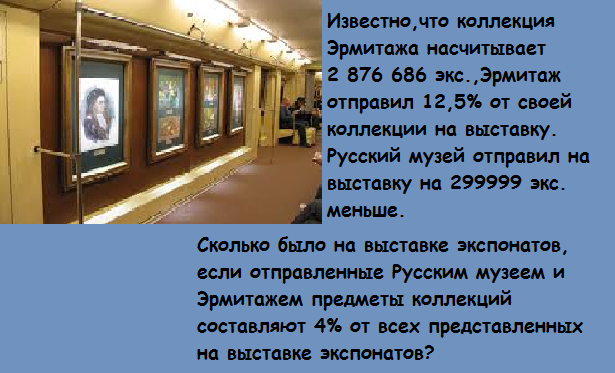 Известно,что коллекция
Эрмитажа насчитывает
2 876 686 экс.,Эрмитаж
отправил 12,5% от своей
коллекции на выставку.
Русский музей отправил на
выставку на 299999 экс.
меньше.
Сколько было на выставке экспонатов,
если отправленные Русским музеем и
Эрмитажем предметы коллекций
составляют 4% от всех представленных
на выставке экспонатов?